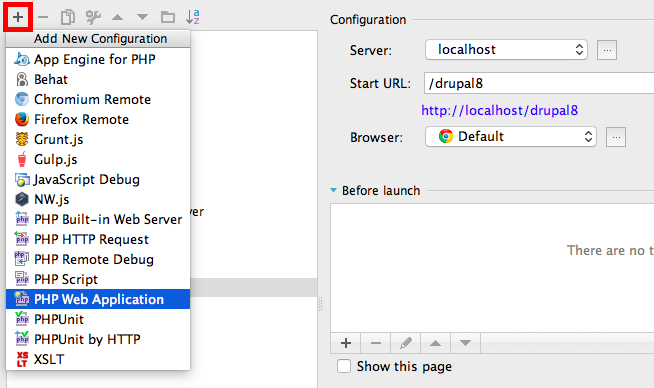 Add New Configuration
App Engine for PHP
Behat
Chromium Remote
Firefox Remote
Grunt.js
Gulp.js
JavaScript Debug
NW.js
PHP Built-in Web Server
PHP HTTP Request
PHP Remote Debug
PHP Script
PHP Web Application
PHPUnit
PHPUnit by HTTP
XSLT
ver
Configuration
Server: localhost
Start URL: /drupal8
http://localhost/drupal8
Browser: Default
Before launch
There are no t
Show this page